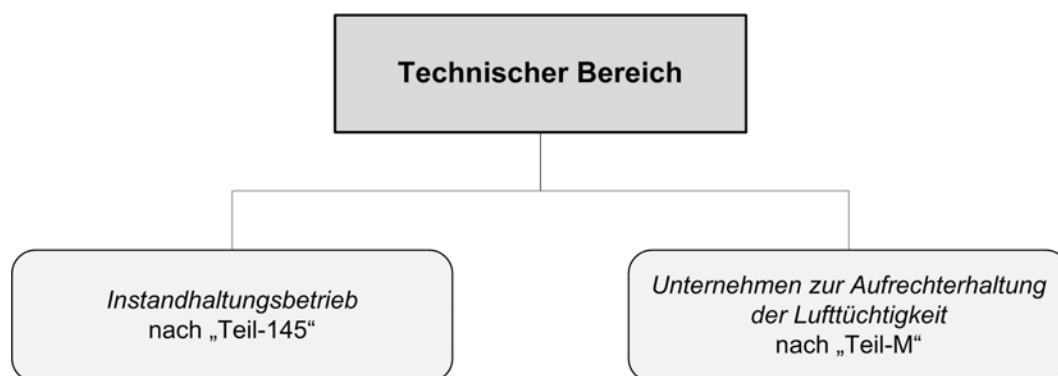 Technischer Bereich
Instandhaltungsbetrieb
nach „Teil-145“
Unternehmen zur Aufrechterhaltung
der Lufttüchtigkeit
nach „Teil-M“